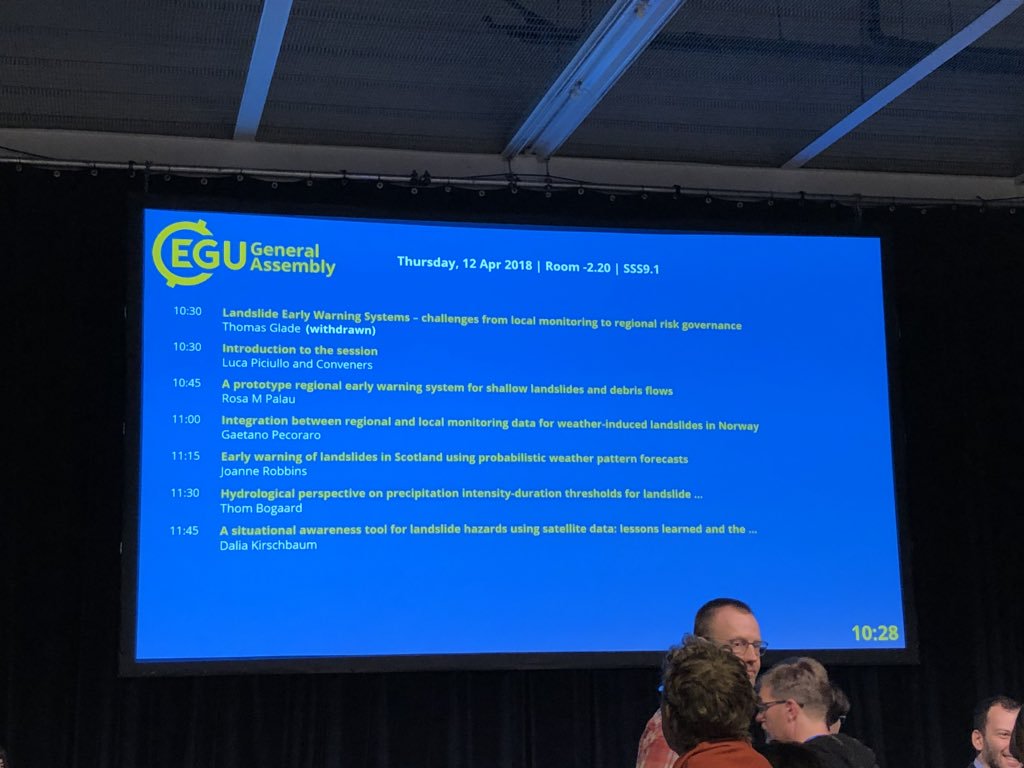 EGU General
Assembly
Thursday, 12 Apr 2018 | Room -2.20 | SSS9.1
10:30 Landslide Early Warning Systems – challenges from local monitoring to regional risk governance
Thomas Glade (withdrawn)
10:30 Introduction to the session
Luca Piciullo and Conveners
10:45 A prototype regional early warning system for shallow landslides and debris flows
Rosa M Palau
11:00 Integration between regional and local monitoring data for weather-induced landslides in Norway
Gaetano Pecoraro
11:15 Early warning of landslides in Scotland using probabilistic weather pattern forecasts
Joanne Robbins
11:30 Hydrological perspective on precipitation intensity-duration thresholds for landslide ...
Thom Bogaard
11:45 A situational awareness tool for landslide hazards using satellite data: lessons learned and the ...
Dalia Kirschbaum
10:28